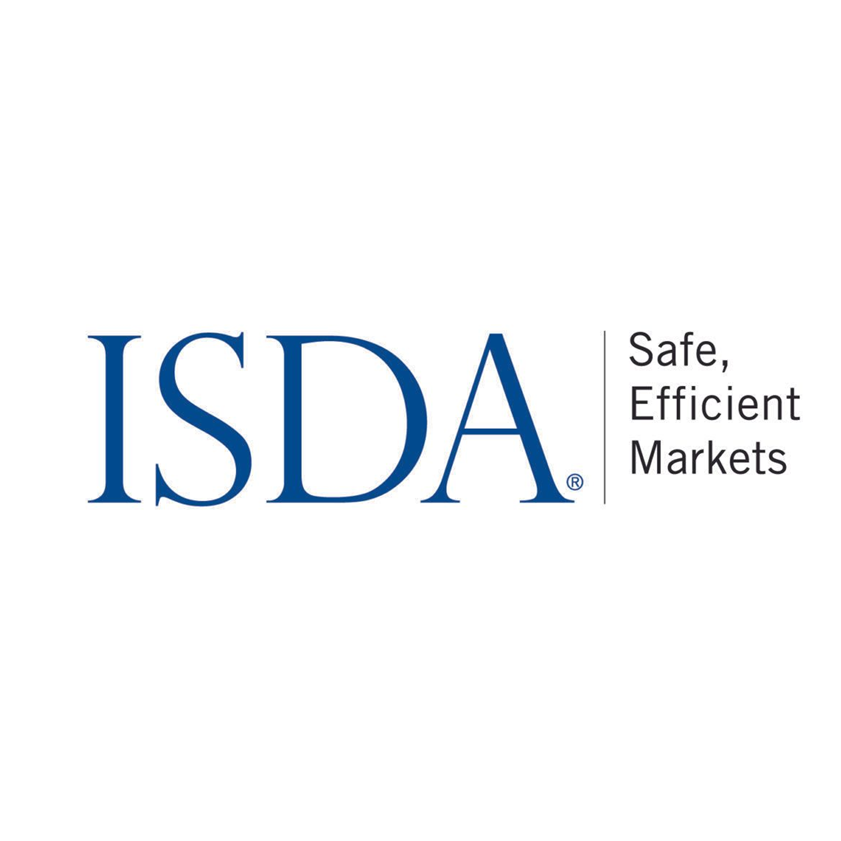 ISDA®
Safe,
Efficient
Markets